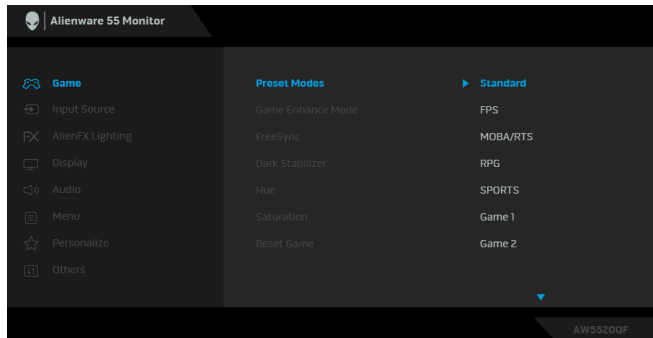 Alienware 55 Monitor
Game
Preset Modes
Standard
Input Source
Game Enhance Mode
FPS
FX
AlienFX Lighting
FreeSync
MOBA/RTS
Display
Dark Stabilizer
RPG
Audio
Hue
SPORTS
Menu
Saturation
Game 1
Personalize
Reset Game
Game 2
Others
AW5520QF